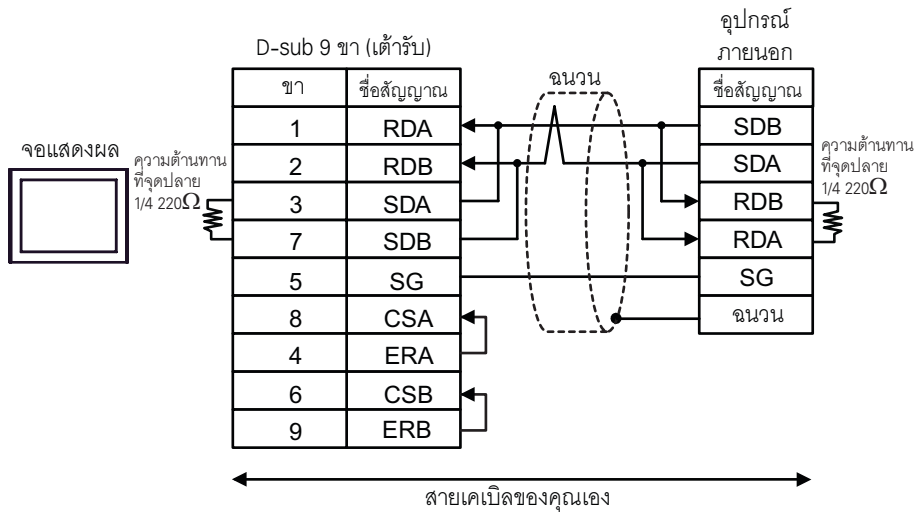 อุปกรณ์
ภายนอก
D-sub 9 ขา (เต้ารับ)
ขา ชื่อสัญญาณ ฉนวน ชื่อสัญญาณ
1 RDA SDB
2 RDB SDA
3 SDA RDB
7 SDB RDA
5 SG SG
8 CSA ฉนวน
4 ERA
6 CSB
9 ERB
จอแสดงผล
ความต้านทาน
ที่จุดปลาย
1/4 220Ω
ความต้านทาน
ที่จุดปลาย
1/4 220Ω
สายเคเบิลของคุณเอง